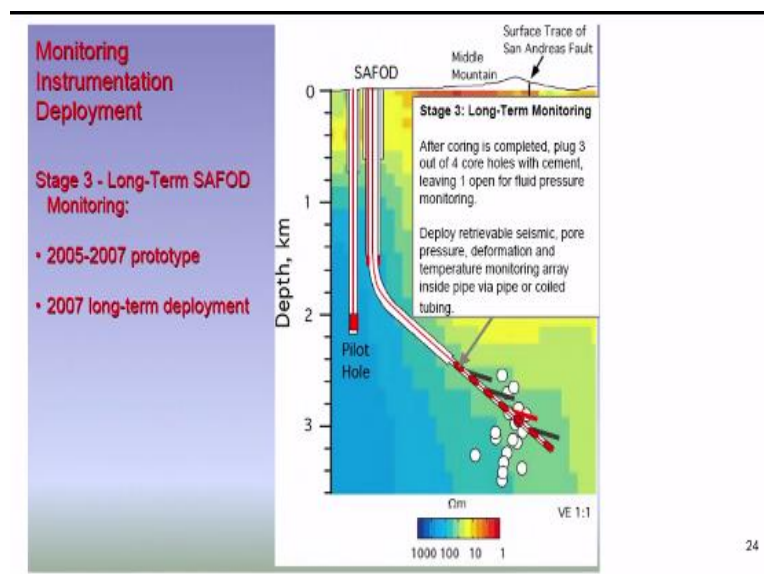 Monitoring
Instrumentation
Deployment
Stage 3 - Long-Term SAFOD
Monitoring:
• 2005-2007 prototype
• 2007 long-term deployment
Surface Trace of
San Andreas Fault
Middle
Mountain
SAFOD
Stage 3: Long-Term Monitoring
After coring is completed, plug 3
out of 4 core holes with cement,
leaving 1 open for fluid pressure
monitoring.
Deploy retrievable seismic, pore
pressure, deformation and
temperature monitoring array
inside pipe via pipe or coiled
tubing.
Depth, km
0
1
2
3
Pilot
Hole
Ωm
VE 1:1
1000 100 10 1
24